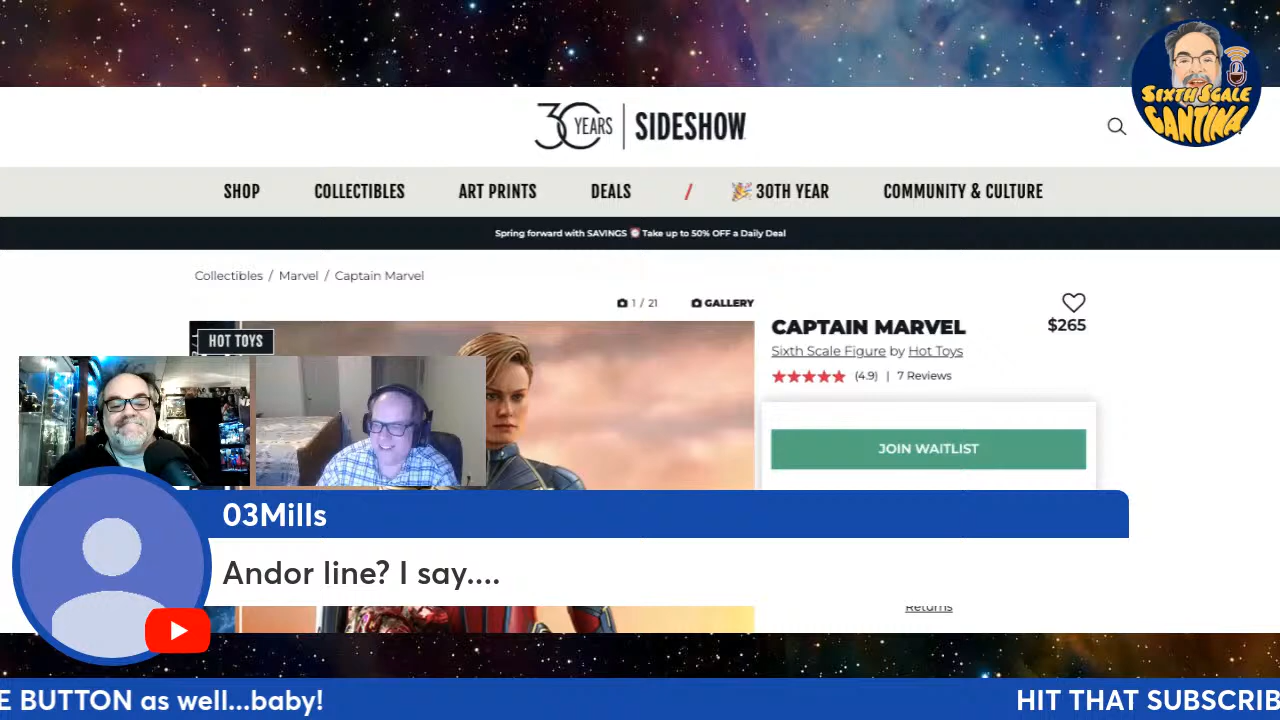 SIXTH SCALE
CANTINA
30 YEARS SIDESHOW
SHOP COLLECTIBLES ART PRINTS DEALS / 30TH YEAR COMMUNITY & CULTURE
Spring forward with SAVINGS Take up to 50% OFF a Daily Deal
Collectibles / Marvel / Captain Marvel
1 / 21 GALLERY
HOT TOYS
CAPTAIN MARVEL
$265
Sixth Scale Figure by Hot Toys
(4.9) | 7 Reviews
JOIN WAITLIST
03Mills
Andor line? I say....
Returns
E BUTTON as well...baby! HIT THAT SUBSCRIB